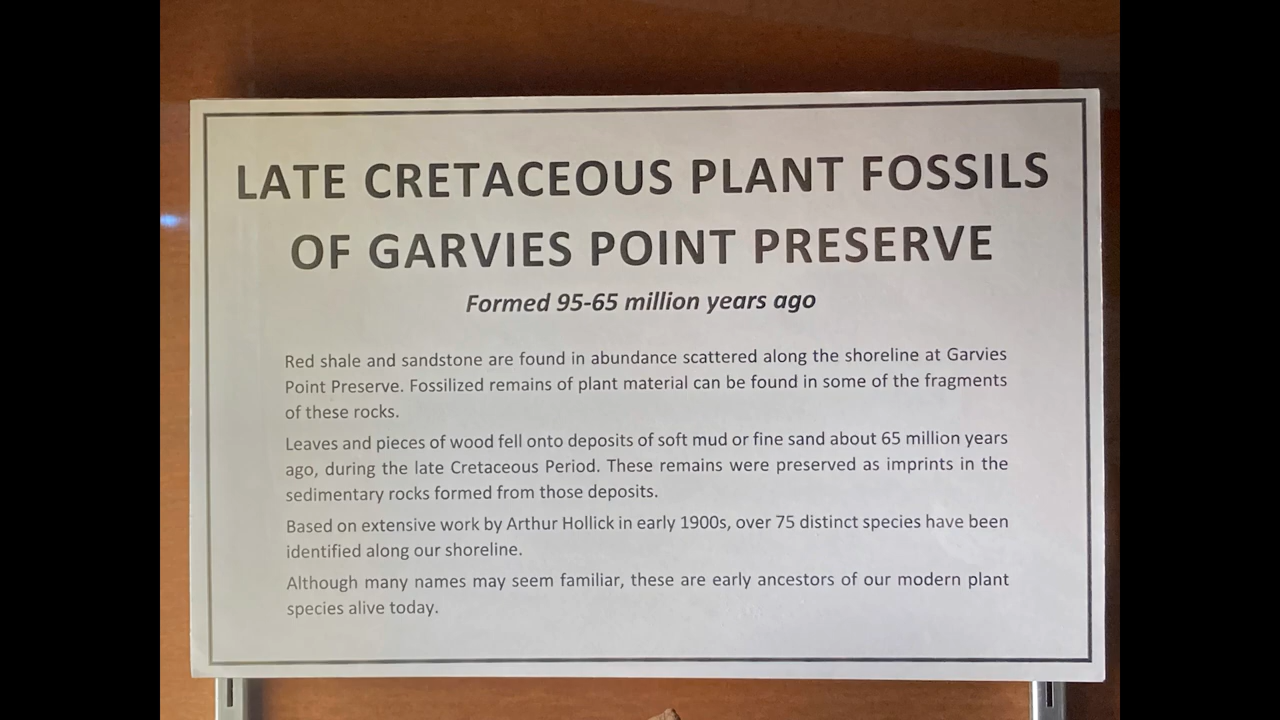 LATE CRETACEOUS PLANT FOSSILS
OF GARVIES POINT PRESERVE
Formed 95-65 million years ago
Red shale and sandstone are found in abundance scattered along the shoreline at Garvies
Point Preserve. Fossilized remains of plant material can be found in some of the fragments
of these rocks.
Leaves and pieces of wood fell onto deposits of soft mud or fine sand about 65 million years
ago, during the late Cretaceous Period. These remains were preserved as imprints in the
sedimentary rocks formed from those deposits.
Based on extensive work by Arthur Hollick in early 1900s, over 75 distinct species have been
identified along our shoreline.
Although many names may seem familiar, these are early ancestors of our modern plant
species alive today.